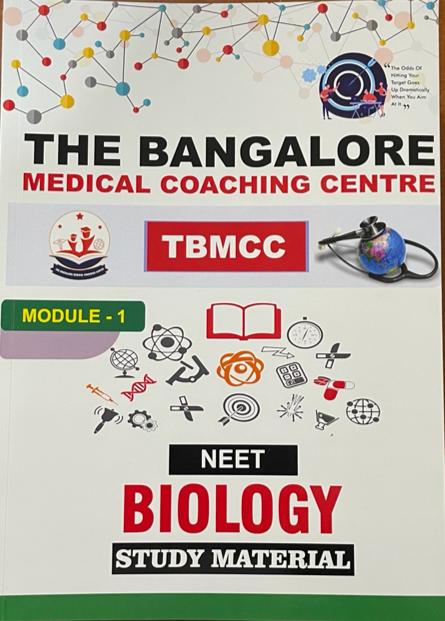 “The Odds Of
Hitting Your
Target Goes
Up Dramatically
When You Aim
At It ”
THE BANGALORE
MEDICAL COACHING CENTRE
TBMCC
MODULE - 1
NEET
BIOLOGY
STUDY MATERIAL